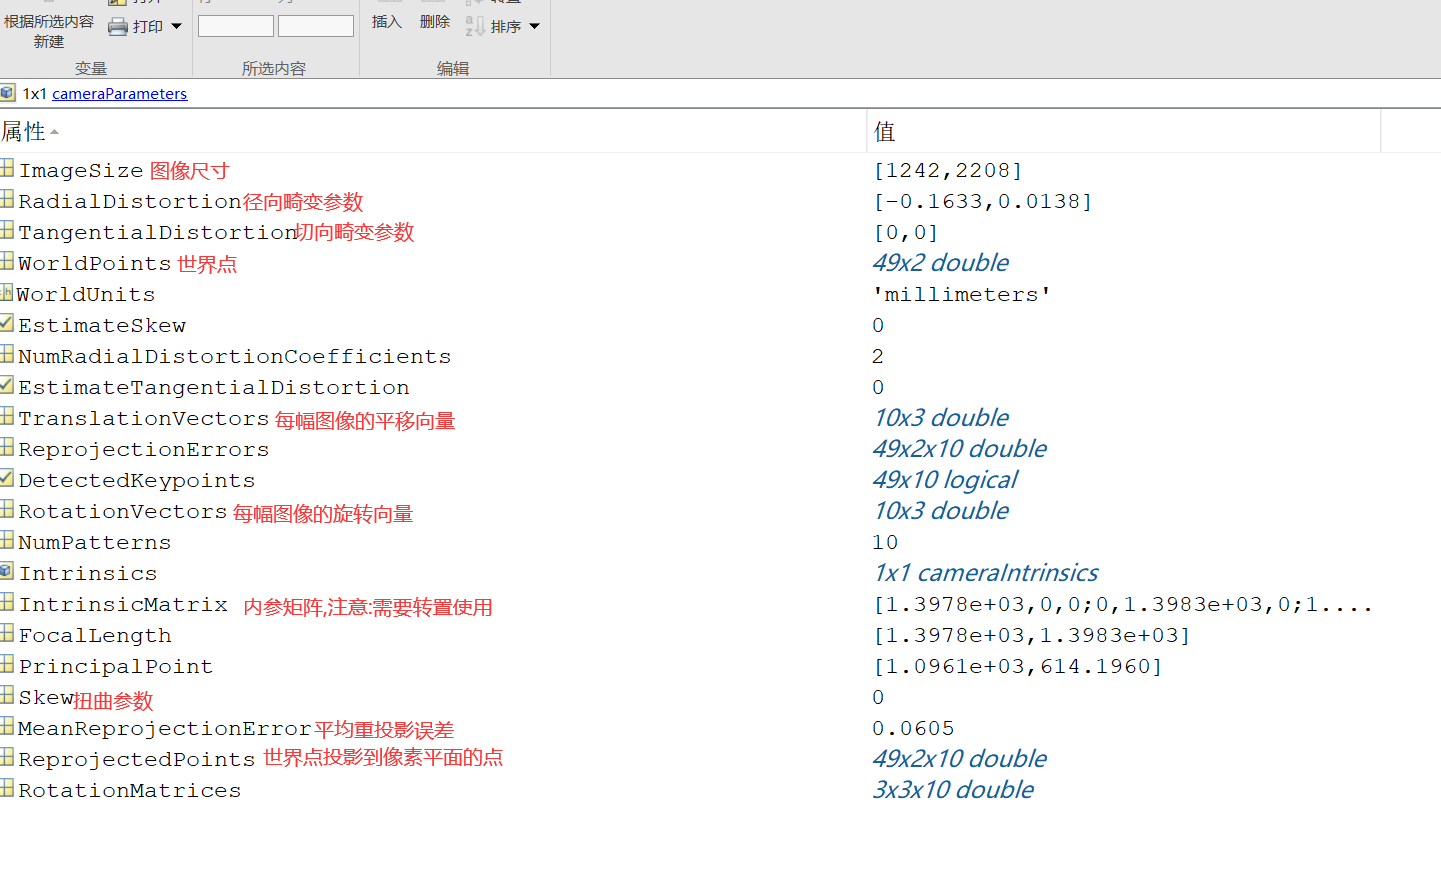 根据所选内容
新建
打印
插入
删除
排序
变量
所选内容
编辑
1x1 cameraParameters
属性 值
ImageSize 图像尺寸 [1242,2208]
RadialDistortion径向畸变参数 [-0.1633,0.0138]
TangentialDistortion切向畸变参数 [0,0]
WorldPoints 世界点 49x2 double
WorldUnits 'millimeters'
EstimateSkew 0
NumRadialDistortionCoefficients 2
EstimateTangentialDistortion 0
TranslationVectors 每幅图像的平移向量 10x3 double
ReprojectionErrors 49x2x10 double
DetectedKeypoints 49x10 logical
RotationVectors 每幅图像的旋转向量 10x3 double
NumPatterns 10
Intrinsics 1x1 cameraIntrinsics
IntrinsicMatrix 内参矩阵,注意:需要转置使用 [1.3978e+03,0,0;0,1.3983e+03,0;1....
FocalLength [1.3978e+03,1.3983e+03]
PrincipalPoint [1.0961e+03,614.1960]
Skew扭曲参数 0
MeanReprojectionError平均重投影误差 0.0605
ReprojectedPoints 世界点投影到像素平面的点 49x2x10 double
RotationMatrices 3x3x10 double